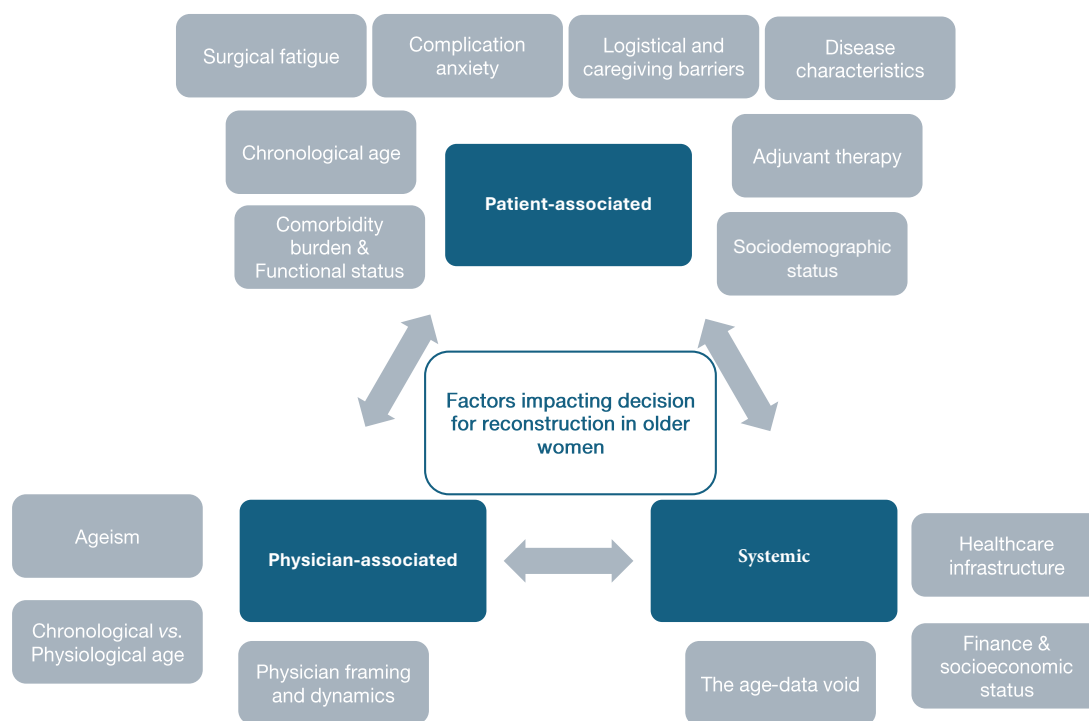 Surgical fatigue
Complication
anxiety
Logistical and
caregiving barriers
Disease
characteristics
Chronological age
Patient-associated
Adjuvant therapy
Comorbidity
burden &
Functional status
Sociodemographic
status
Factors impacting decision
for reconstruction in older
women
Ageism
Physician-associated
Systemic
Healthcare
infrastructure
Chronological vs.
Physiological age
Physician framing
and dynamics
The age-data void
Finance &
socioeconomic
status